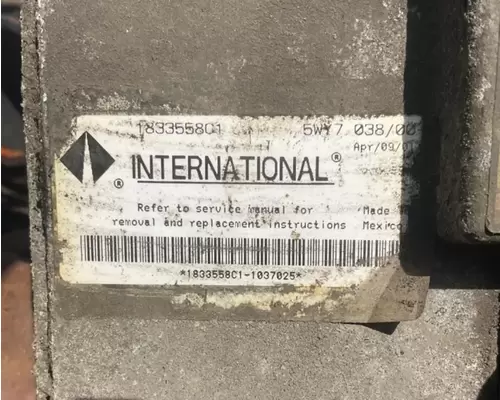 1833558C1 5WY7 038/00
Apr/09/01
® INTERNATIONAL®
Refer to service manual for Made
removal and replacement instructions Mexico
*1833558C1-1037025*